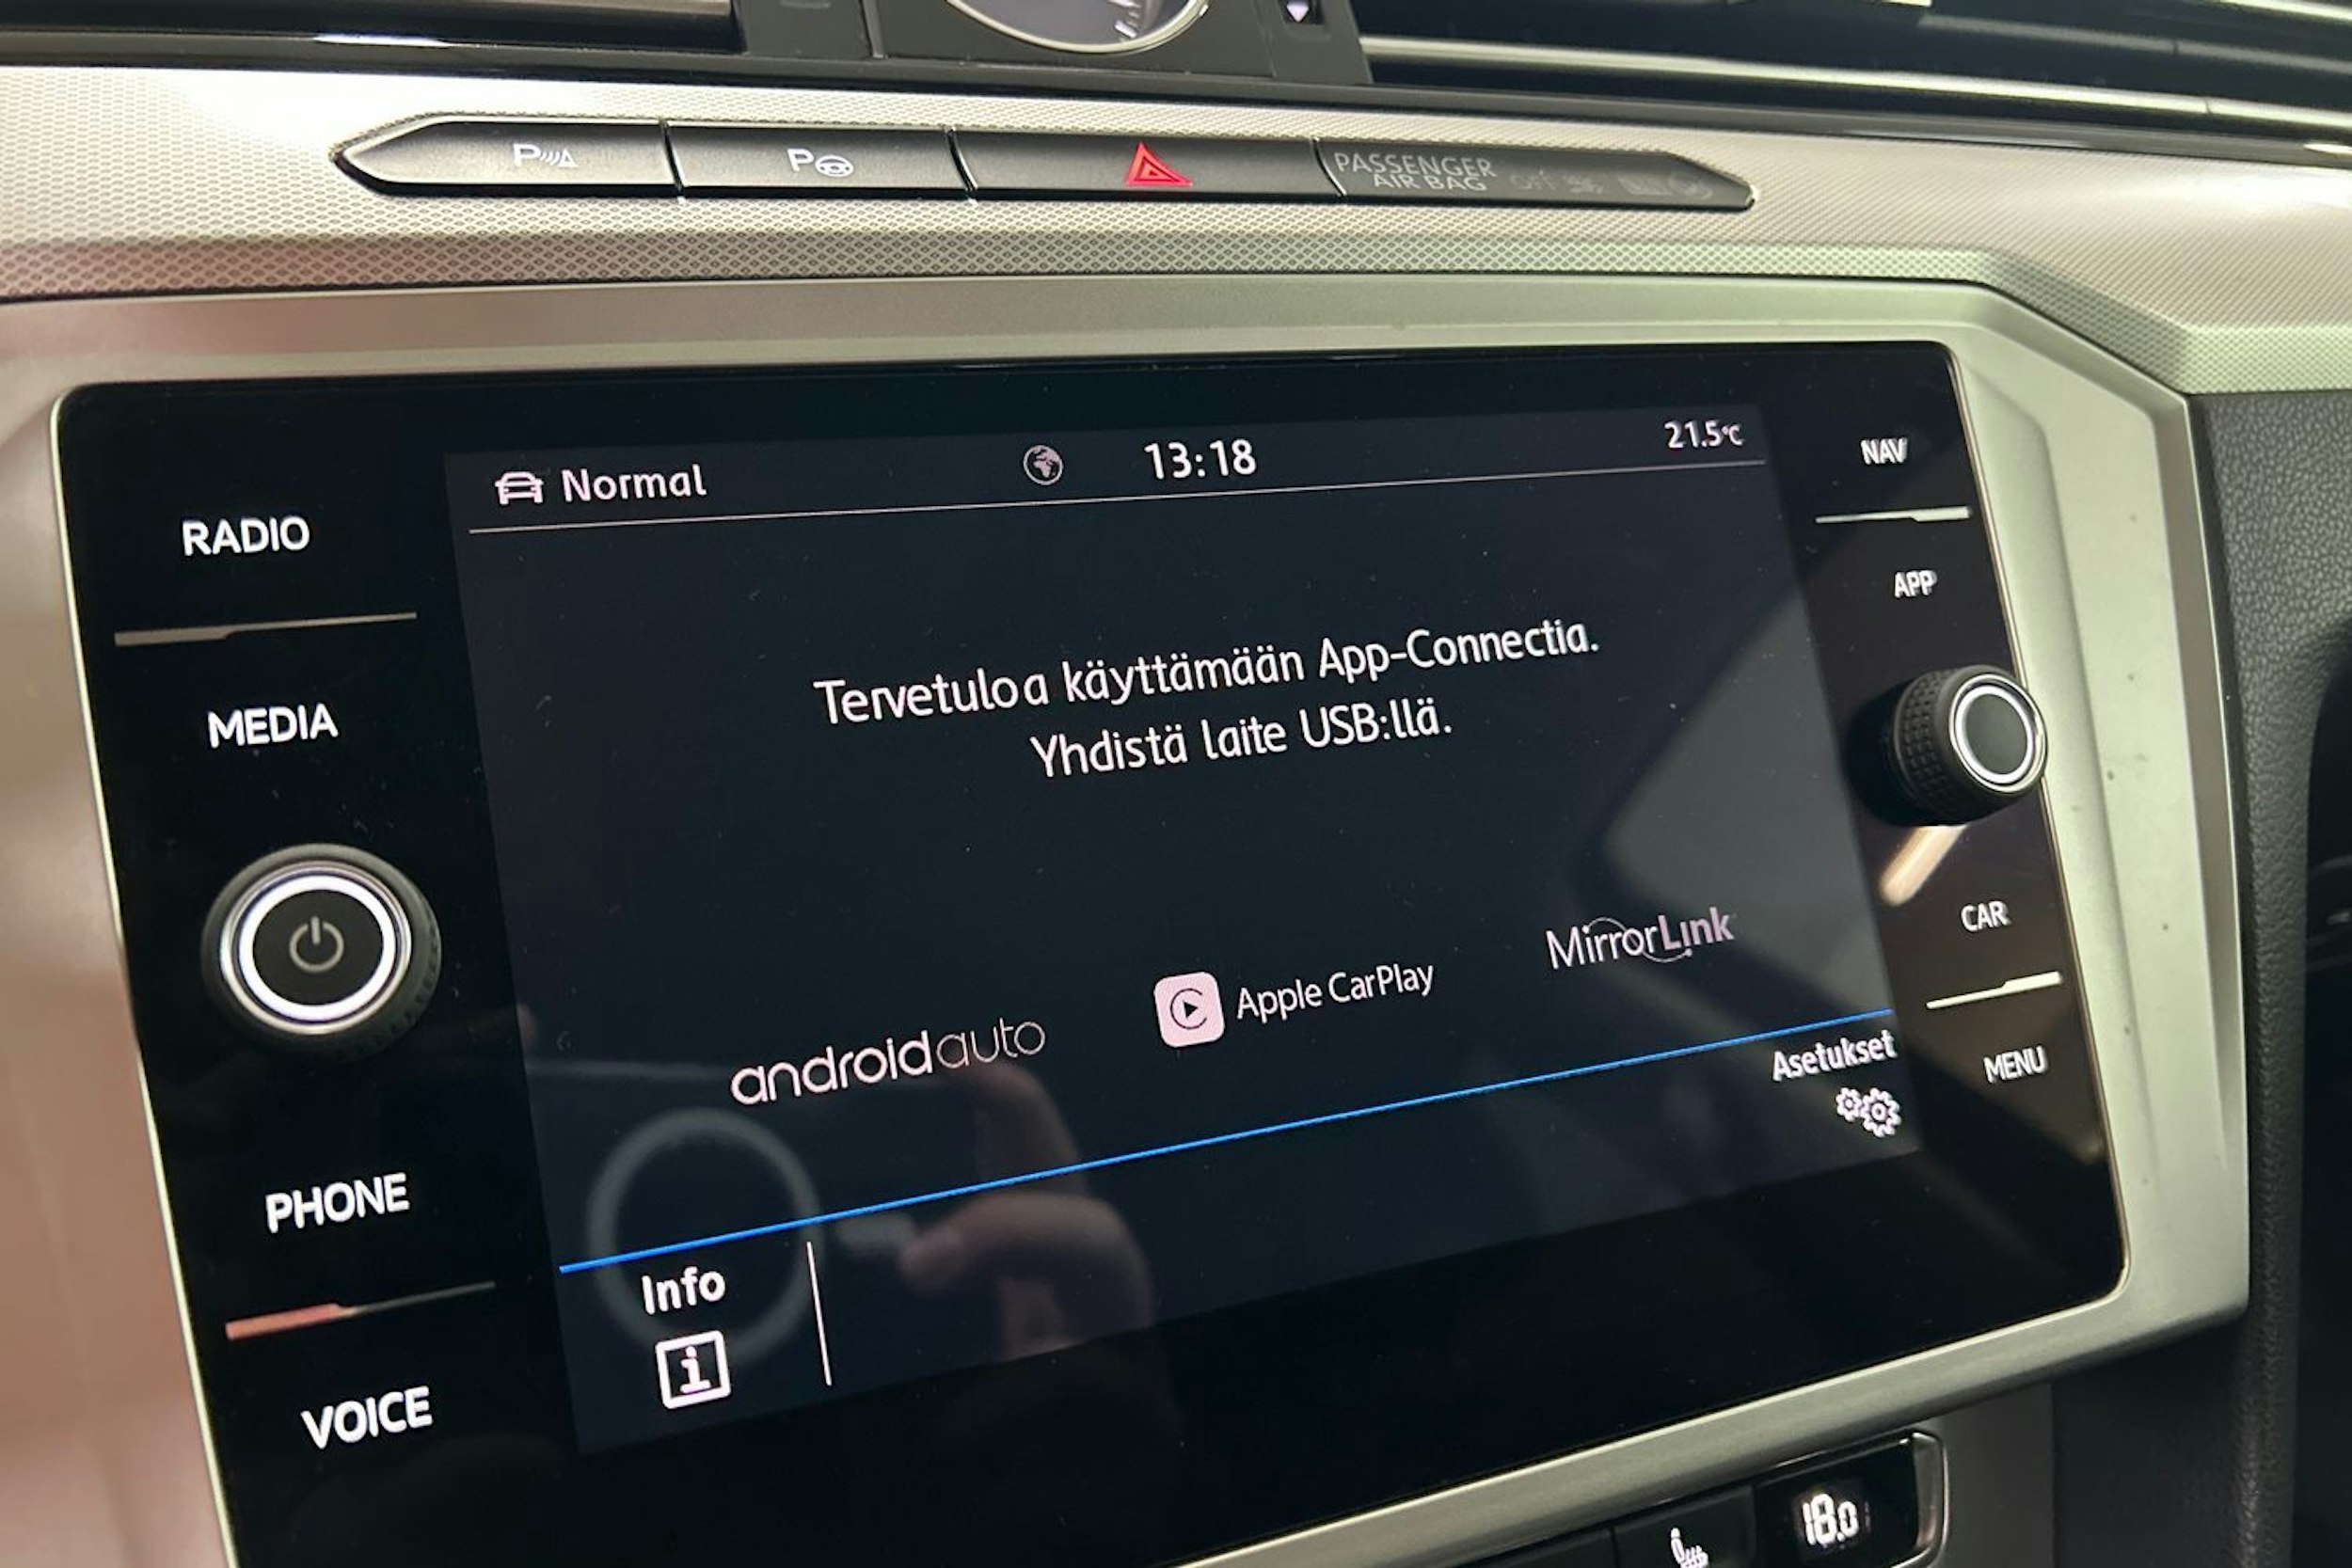 P P
PASSENGER
AIR BAG OFF
Normal 13:18 21.5°C
RADIO
MEDIA
PHONE
VOICE
NAV
APP
CAR
MENU
Tervetuloa käyttämään App-Connectia.
Yhdistä laite USB:llä.
androidauto Apple CarPlay MirrorLink
Asetukset
Info
i
18.0